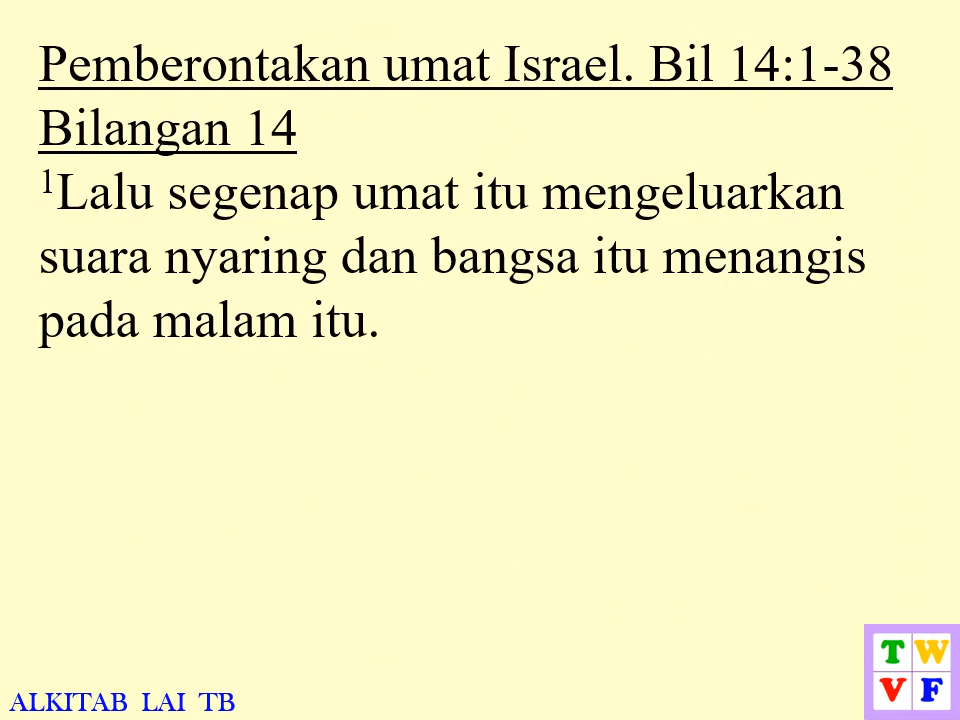 Pemberontakan umat Israel. Bil 14:1-38
Bilangan 14
¹Lalu segenap umat itu mengeluarkan
suara nyaring dan bangsa itu menangis
pada malam itu.
T W
V F
ALKITAB LAI TB